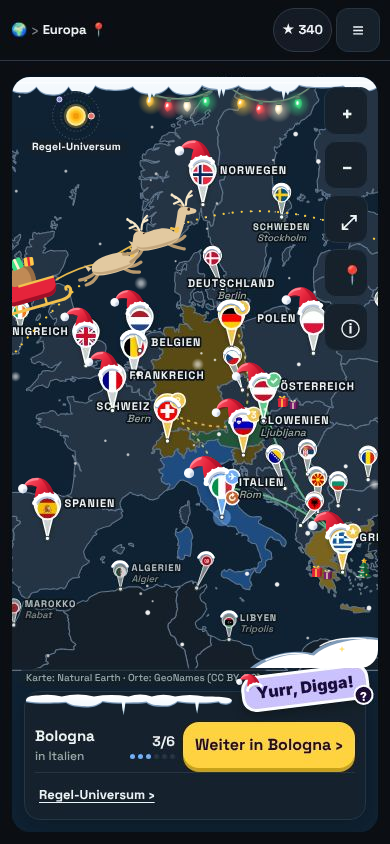 > Europa
★ 340
Regel-Universum
NORWEGEN
SCHWEDEN
Stockholm
DEUTSCHLAND
Berlin
POLEN
NIGREICH
BELGIEN
FRANKREICH
ÖSTERREICH
SCHWEIZ
Bern
SLOWENIEN
Ljubljana
ITALIEN
Rom
SPANIEN
GRI
ALGERIEN
Algier
MAROKKO
Rabat
LIBYEN
Tripolis
Karte: Natural Earth · Orte: GeoNames (CC BY
Yurr, Digga!
?
Bologna
in Italien
3/6
Weiter in Bologna >
Regel-Universum >